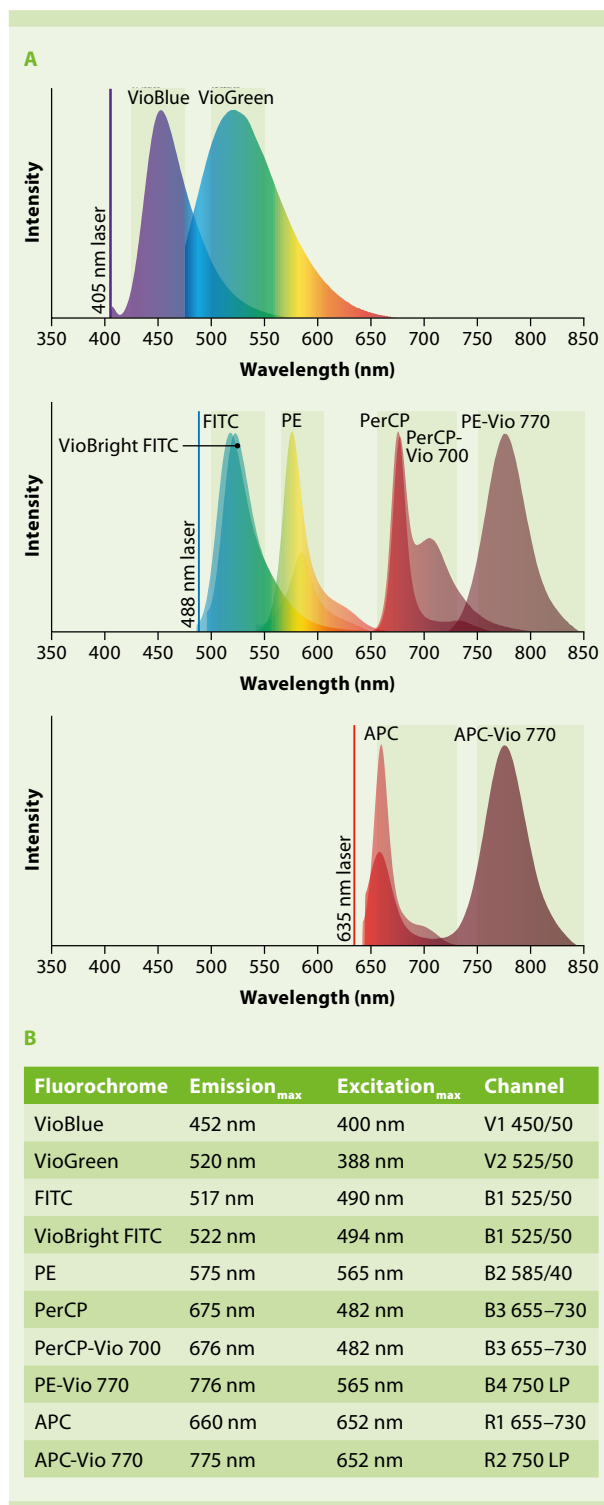 A
VioBlue VioGreen
Intensity
405 nm laser
350 400 450 500 550 600 650 700 750 800 850
Wavelength (nm)
FITC PE PerCP PE-Vio 770
PerCP-
Vio 700
VioBright FITC
Intensity
488 nm laser
350 400 450 500 550 600 650 700 750 800 850
Wavelength (nm)
APC APC-Vio 770
Intensity
635 nm laser
350 400 450 500 550 600 650 700 750 800 850
Wavelength (nm)
B
Fluorochrome Emission max Excitation max Channel
VioBlue 452 nm 400 nm V1 450/50
VioGreen 520 nm 388 nm V2 525/50
FITC 517 nm 490 nm B1 525/50
VioBright FITC 522 nm 494 nm B1 525/50
PE 575 nm 565 nm B2 585/40
PerCP 675 nm 482 nm B3 655–730
PerCP-Vio 700 676 nm 482 nm B3 655–730
PE-Vio 770 776 nm 565 nm B4 750 LP
APC 660 nm 652 nm R1 655–730
APC-Vio 770 775 nm 652 nm R2 750 LP